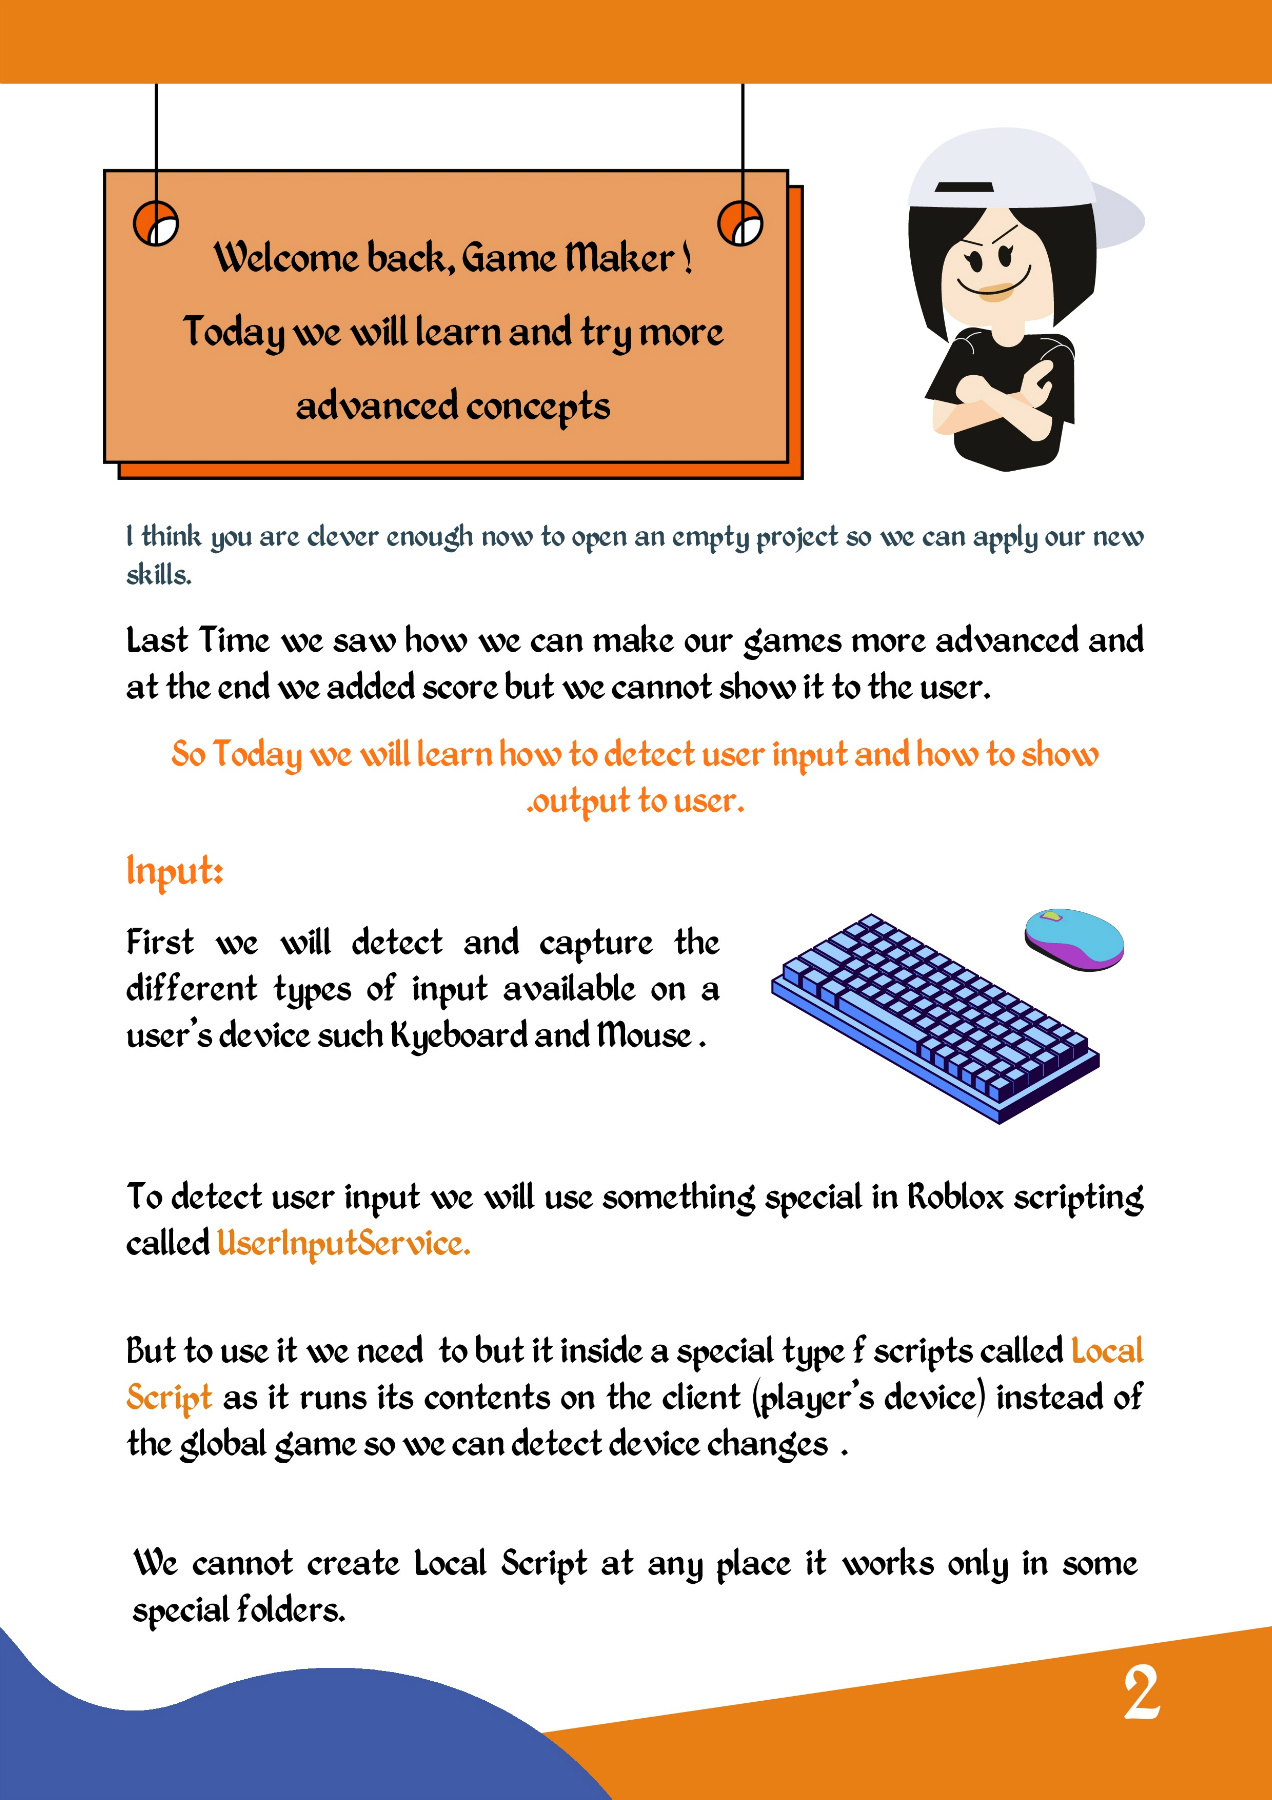 Welcome back, Game Maker !
Today we will learn and try more
advanced concepts
I think you are clever enough now to open an empty project so we can apply our new
skills.
Last Time we saw how we can make our games more advanced and
at the end we added score but we cannot show it to the user.
So Today we will learn how to detect user input and how to show
.output to user.
Input:
First we will detect and capture the
different types of input available on a
user's device such Kyeboard and Mouse .
To detect user input we will use something special in Roblox scripting
called UserInputService.
But to use it we need to but it inside a special type f scripts called Local
Script as it runs its contents on the client (player's device) instead of
the global game so we can detect device changes .
We cannot create Local Script at any place it works only in some
special folders.
2